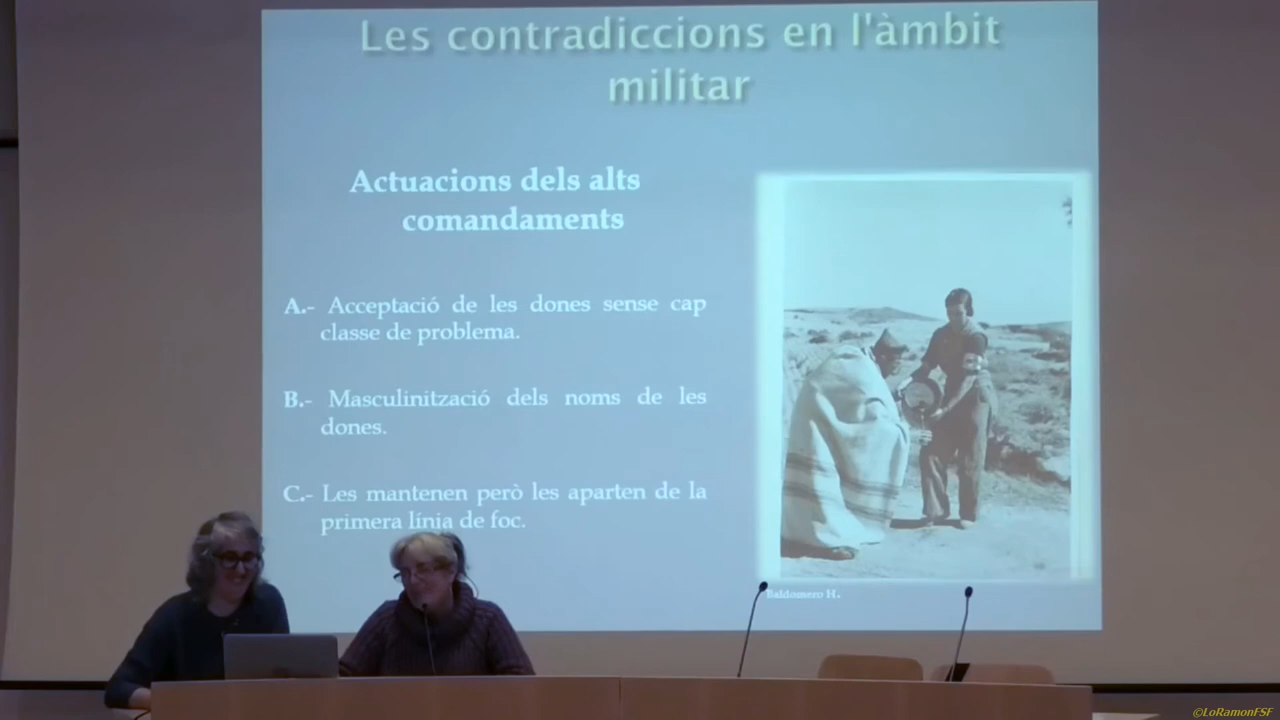 Les contradiccions en l'àmbit
militar
Actuacions dels alts
comandaments
A.- Acceptació de les dones sense cap
classe de problema.
B.- Masculinització dels noms de les
dones.
C.- Les mantenen però les aparten de la
primera línia de foc.
Baldomero H.
©LoRamonFSF